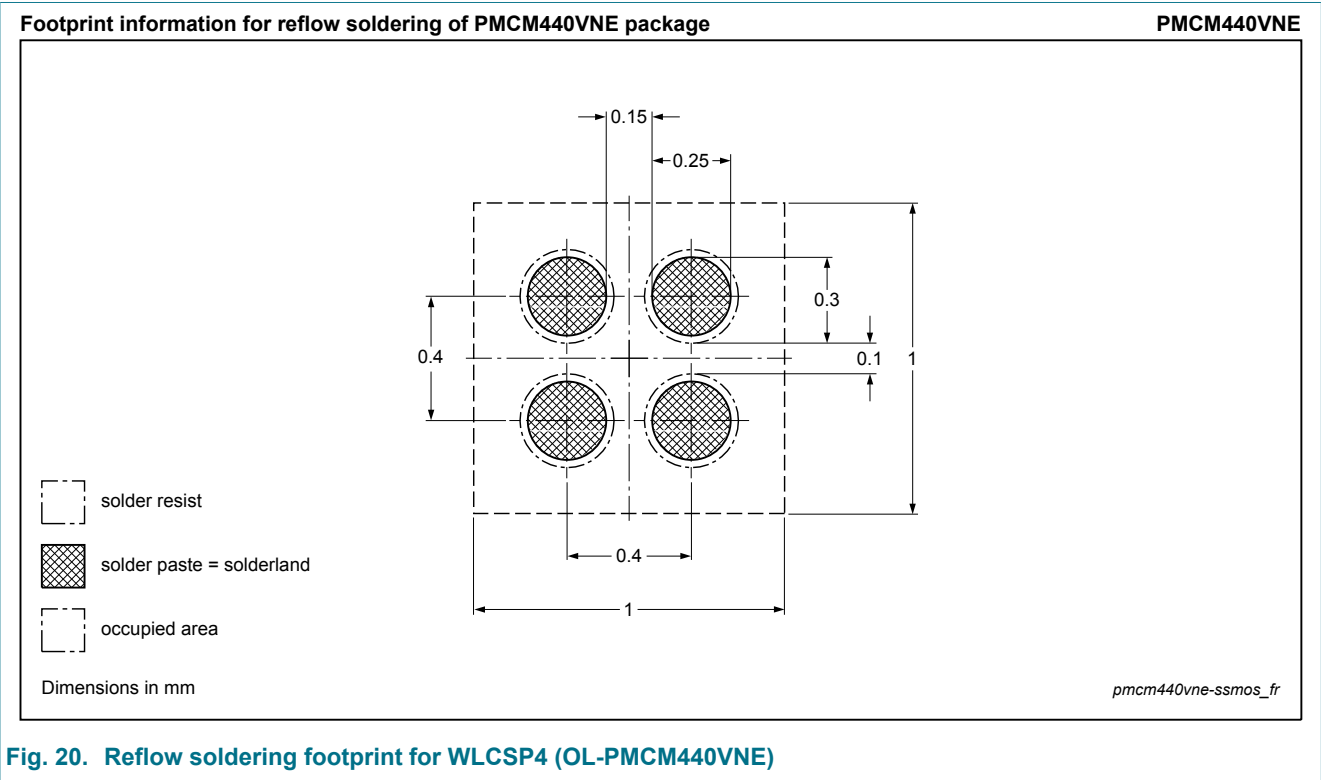 Footprint information for reflow soldering of PMCM440VNE package PMCM440VNE
0.15
0.25
0.3
0.4
0.1
1
0.4
1
solder resist
solder paste = solderland
occupied area
Dimensions in mm
pmcm440vne-ssmos_fr
Fig. 20. Reflow soldering footprint for WLCSP4 (OL-PMCM440VNE)